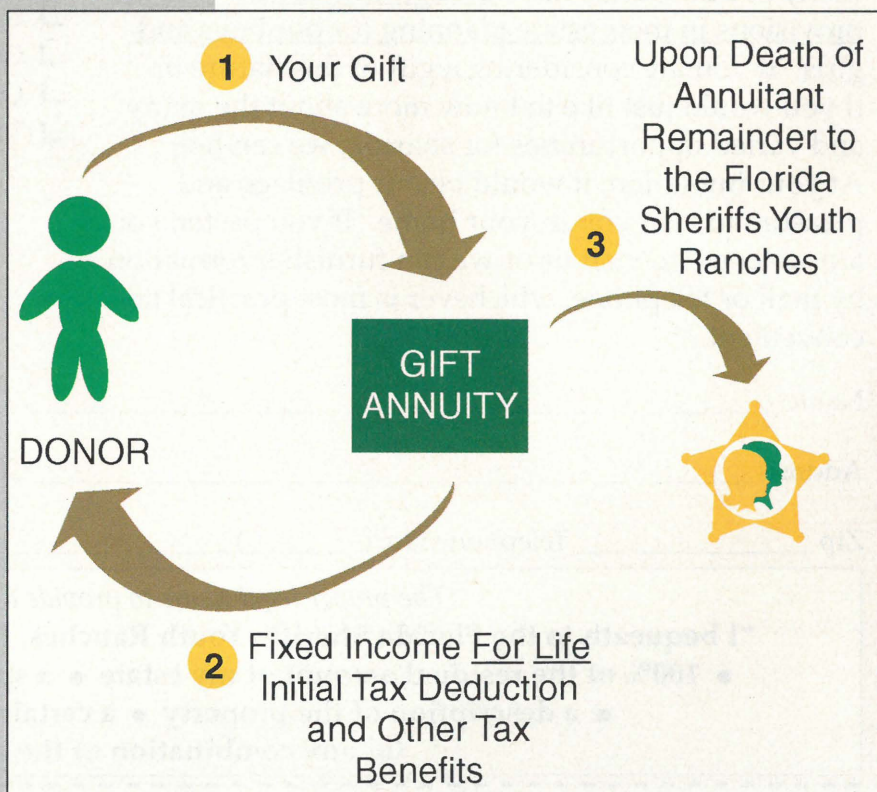 1 Your Gift
Upon Death of
Annuitant
Remainder to
the Florida
3 Sheriffs Youth
Ranches
GIFT
ANNUITY
DONOR
2 Fixed Income For Life
Initial Tax Deduction
and Other Tax
Benefits